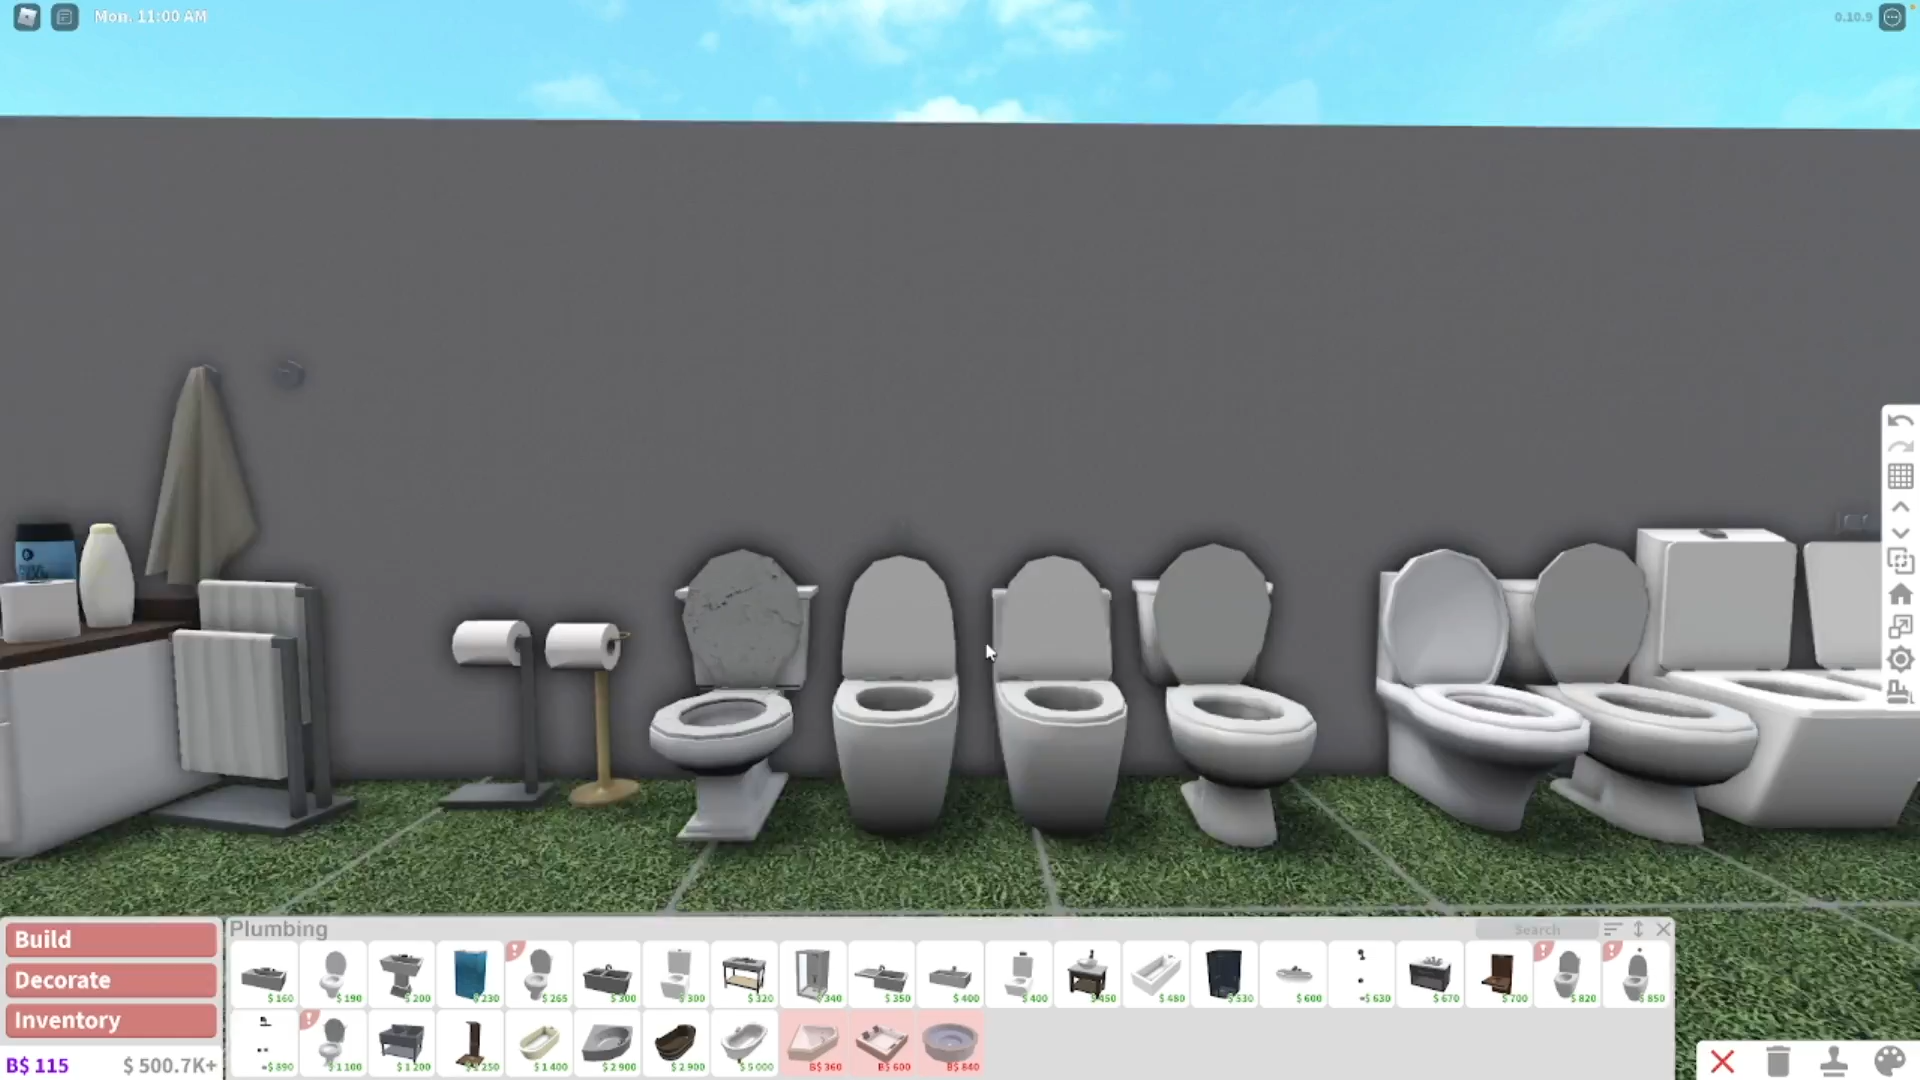 Mon. 11:00 AM
0.10.9
Build
Decorate
Inventory
B$ 115
$ 500.7K+
Plumbing
Search
$ 160
$ 190
$ 200
$ 230
$ 265
$ 300
$ 300
$ 320
$ 340
$ 350
$ 400
$ 400
$ 450
$ 480
$ 530
$ 600
$ 630
$ 670
$ 700
$ 820
$ 850
$ 890
$ 1 100
$ 1 200
$ 1 250
$ 1 400
$ 2 900
$ 2 900
$ 5 000
B$ 360
B$ 600
B$ 840